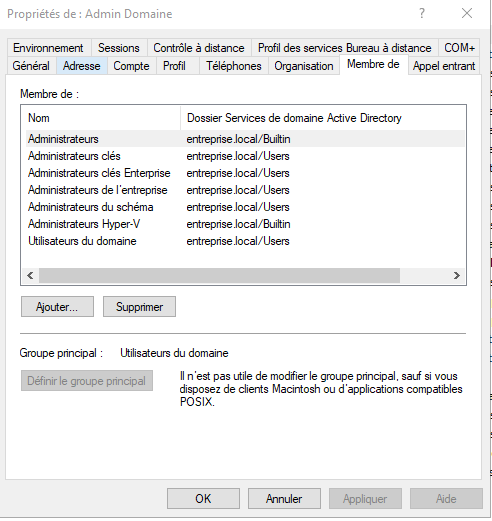 Propriétés de : Admin Domaine ? ×
Environnement Sessions Contrôle à distance Profil des services Bureau à distance COM+
Général Adresse Compte Profil Téléphones Organisation Membre de Appel entrant
Membre de :
Nom Dossier Services de domaine Active Directory
Administrateurs entreprise.local/Builtin
Administrateurs clés entreprise.local/Users
Administrateurs clés Enterprise entreprise.local/Users
Administrateurs de l'entreprise entreprise.local/Users
Administrateurs du schéma entreprise.local/Users
Administrateurs Hyper-V entreprise.local/Builtin
Utilisateurs du domaine entreprise.local/Users
Ajouter... Supprimer
Groupe principal : Utilisateurs du domaine
Définir le groupe principal
Il n'est pas utile de modifier le groupe principal, sauf si vous
disposez de clients Macintosh ou d'applications compatibles
POSIX.
OK Annuler Appliquer Aide